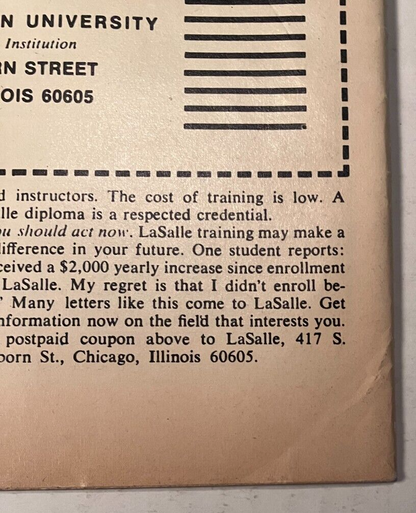 N UNIVERSITY
Institution
RN STREET
OIS 60605
d instructors. The cost of training is low. A
lle diploma is a respected credential.
ou should act now. LaSalle training may make a
difference in your future. One student reports:
ceived a $2,000 yearly increase since enrollment
LaSalle. My regret is that I didn't enroll be-
" Many letters like this come to LaSalle. Get
nformation now on the field that interests you.
postpaid coupon above to LaSalle, 417 S.
born St., Chicago, Illinois 60605.